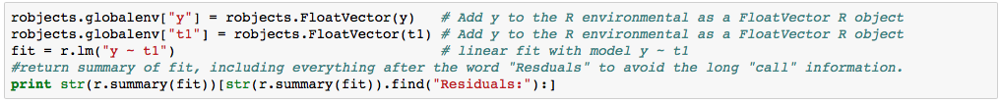 robjects.globalenv["y"] = robjects.FloatVector(y)   # Add y to the R environmental as a FloatVector R object
robjects.globalenv["t1"] = robjects.FloatVector(t1) # Add y to the R environmental as a FloatVector R object
fit = r.lm("y ~ t1")                                # linear fit with model y ~ t1
#return summary of fit, including everything after the word "Resduals" to avoid the long "call" information.
print str(r.summary(fit))[str(r.summary(fit)).find("Residuals:"):]